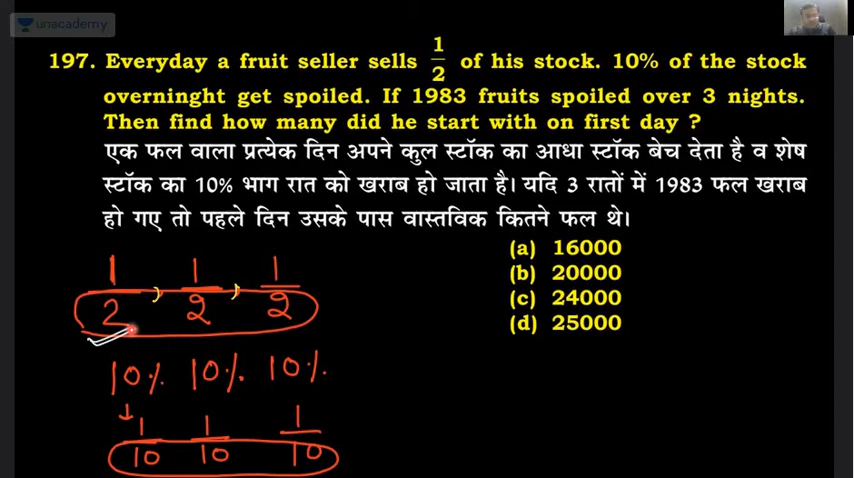 unacademy
197. Everyday a fruit seller sells 1/2 of his stock. 10% of the stock
overninght get spoiled. If 1983 fruits spoiled over 3 nights.
Then find how many did he start with on first day ?
एक फल वाला प्रत्येक दिन अपने कुल स्टॉक का आधा स्टॉक बेच देता है व शेष
स्टॉक का 10% भाग रात को खराब हो जाता है। यदि 3 रातों में 1983 फल खराब
हो गए तो पहले दिन उसके पास वास्तविक कितने फल थे।
(a) 16000
(b) 20000
(c) 24000
(d) 25000
1/2 , 1/2 , 1/2
10% 10% 10%
1/10 1/10 1/10